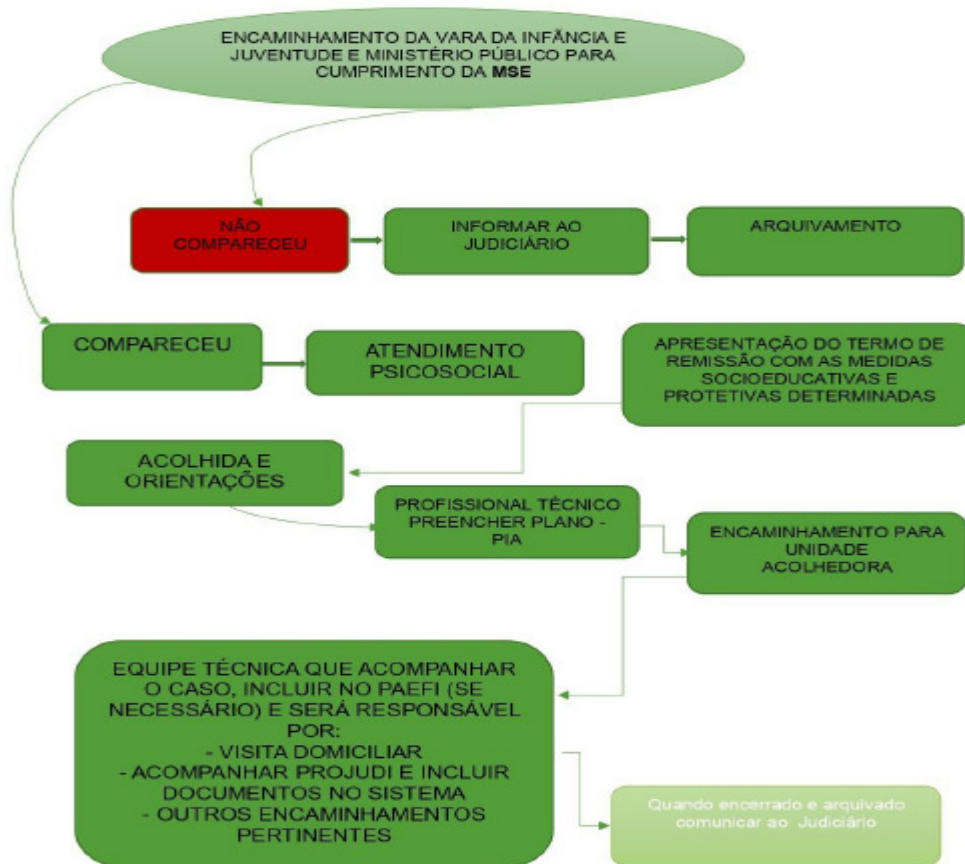 ENCAMINHAMENTO DA VARA DA INFÂNCIA E
JUVENTUDE E MINISTÉRIO PÚBLICO PARA
CUMPRIMENTO DA MSE
NÃO
COMPARECEU
INFORMAR AO
JUDICIÁRIO
ARQUIVAMENTO
COMPARECEU
ATENDIMENTO
PSICOSOCIAL
APRESENTAÇÃO DO TERMO DE
REMISSÃO COM AS MEDIDAS
SOCIOEDUCATIVAS E
PROTETIVAS DETERMINADAS
ACOLHIDA E
ORIENTAÇÕES
PROFISSIONAL TÉCNICO
PREENCHER PLANO -
PIA
ENCAMINHAMENTO PARA
UNIDADE
ACOLHEDORA
EQUIPE TÉCNICA QUE ACOMPANHAR
O CASO, INCLUIR NO PAEFI (SE
NECESSÁRIO) E SERÁ RESPONSÁVEL
POR:
- VISITA DOMICILIAR
- ACOMPANHAR PROJUDI E INCLUIR
DOCUMENTOS NO SISTEMA
- OUTROS ENCAMINHAMENTOS
PERTINENTES
Quando encerrado e arquivado
comunicar ao Judiciário